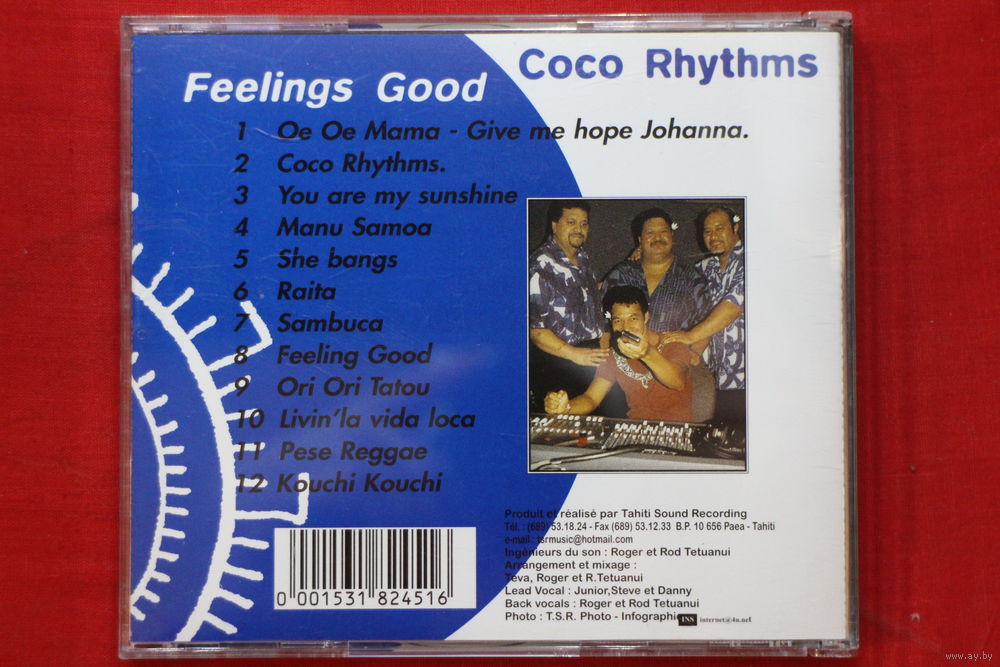 Coco Rhythms
Feelings Good
1 Oe Oe Mama - Give me hope Johanna.
2 Coco Rhythms.
3 You are my sunshine
4 Manu Samoa
5 She bangs
6 Raita
7 Sambuca
8 Feeling Good
9 Ori Ori Tatou
10 Livin'la vida loca
11 Pese Reggae
12 Kouchi Kouchi
0 001531 824516
Produit et réalisé par Tahiti Sound Recording
Tél. : (689) 53.18.24 - Fax (689) 53.12.33 B.P. 10 656 Paea - Tahiti
e-mail : tsrmusic@hotmail.com
Ingénieurs du son : Roger et Rod Tetuanui
Arrangement et mixage :
Teva, Roger et R.Tetuanui
Lead Vocal : Junior,Steve et Danny
Back vocals : Roger et Rod Tetuanui
Photo : T.S.R. Photo - Infographie INS internet@4u.net
www.ay.by